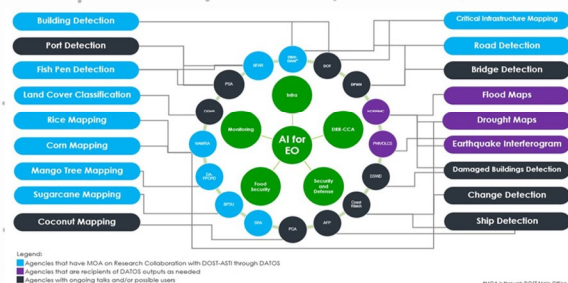 Building Detection
Port Detection
Fish Pen Detection
Land Cover Classification
Rice Mapping
Corn Mapping
Mango Tree Mapping
Sugarcane Mapping
Coconut Mapping
Critical Infrastructure Mapping
Road Detection
Bridge Detection
Flood Maps
Drought Maps
Earthquake Interferogram
Damaged Buildings Detection
Change Detection
Ship Detection
AI for
EO
Infra
DRR-CCA
Security
and
Defense
Food
Security
Monitoring
PSA
DPWH
PHIVOLCS
AFP
PCA
SRA
Legend:
Agencies that have MOA on Research Collaboration with DOST-ASTI through DATOS
Agencies that are recipients of DATOS outputs as needed
Agencies with ongoing talks and/or possible users